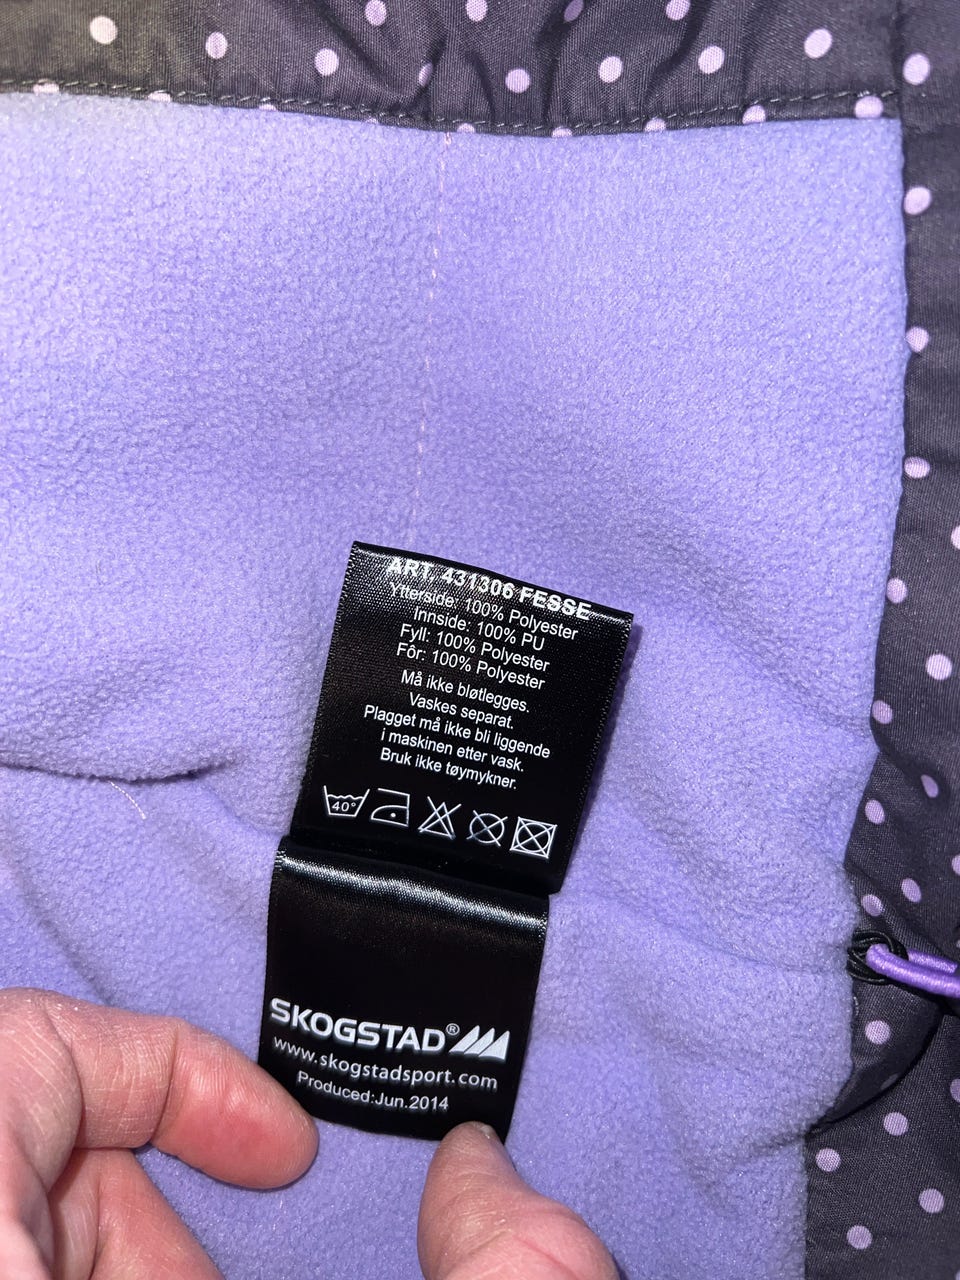 ART. 431306 FESSE
Ytterside: 100% Polyester
Innside: 100% PU
Fyll: 100% Polyester
Fôr: 100% Polyester
Må ikke bløtlegges.
Vaskes separat.
Plagget må ikke bli liggende
i maskinen etter vask.
Bruk ikke tøymykner.
40°
SKOGSTAD®
www.skogstadsport.com
Produced:Jun.2014